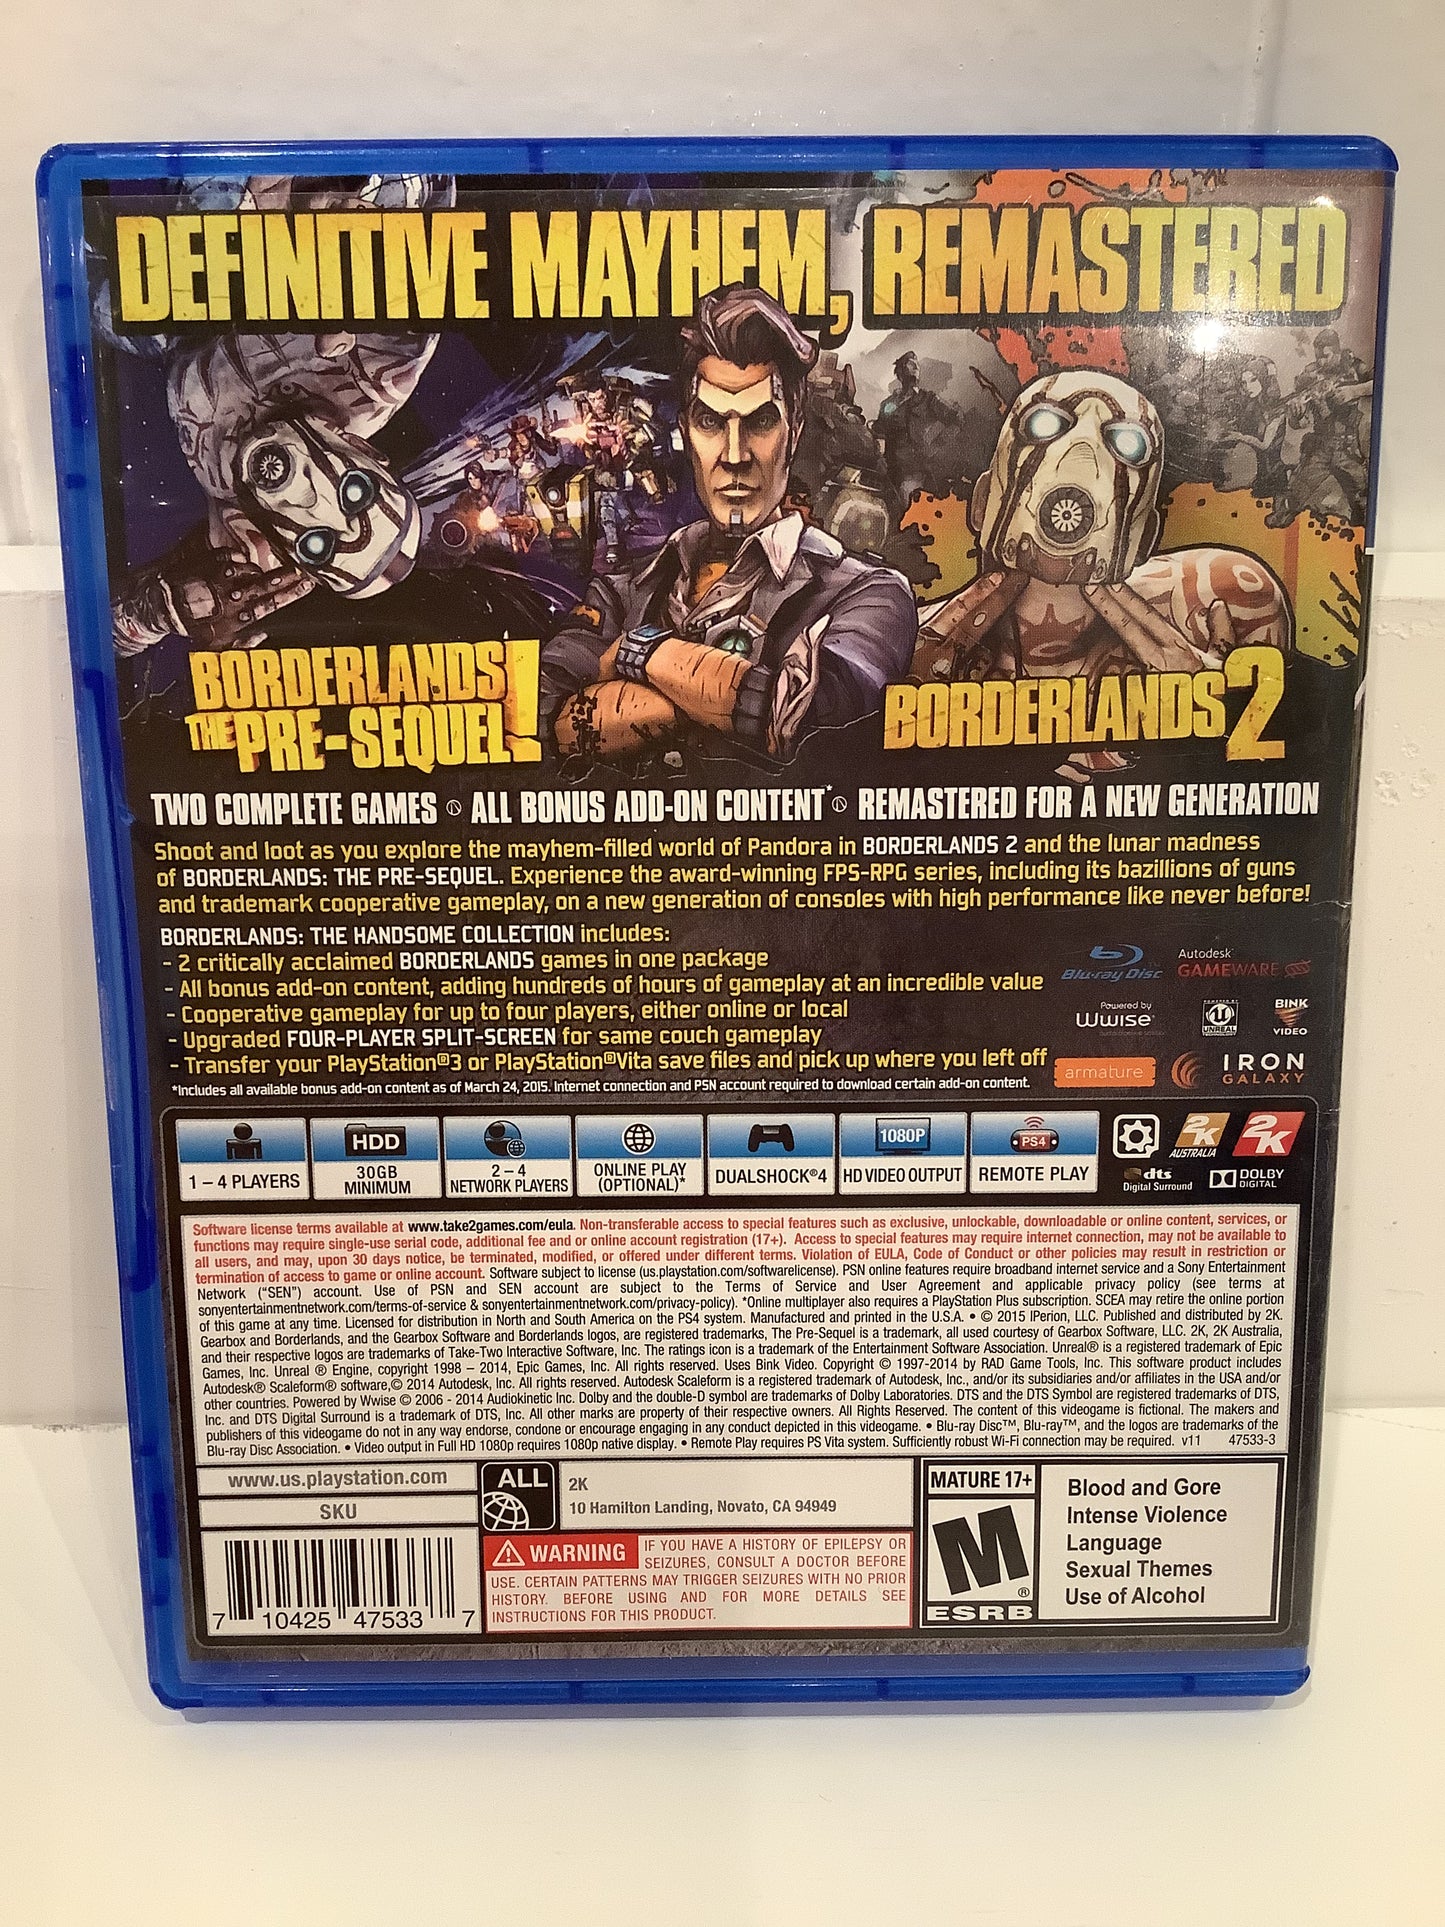 DEFINITIVE MAYHEM, REMASTERED
BORDERLANDS
THE PRE-SEQUEL!
BORDERLANDS 2
TWO COMPLETE GAMES ALL BONUS ADD-ON CONTENT* REMASTERED FOR A NEW GENERATION
Shoot and loot as you explore the mayhem-filled world of Pandora in BORDERLANDS 2 and the lunar madness
of BORDERLANDS: THE PRE-SEQUEL. Experience the award-winning FPS-RPG series, including its bazillions of guns
and trademark cooperative gameplay, on a new generation of consoles with high performance like never before!
BORDERLANDS: THE HANDSOME COLLECTION includes:
- 2 critically acclaimed BORDERLANDS games in one package
- All bonus add-on content, adding hundreds of hours of gameplay at an incredible value
- Cooperative gameplay for up to four players, either online or local
- Upgraded FOUR-PLAYER SPLIT-SCREEN for same couch gameplay
- Transfer your PlayStation®3 or PlayStation®Vita save files and pick up where you left off
*Includes all available bonus add-on content as of March 24, 2015. Internet connection and PSN account required to download certain add-on content.
Blu-ray Disc™
Autodesk®
GAMEWARE
Powered by
Wwise®
POWERED BY
UNREAL
TECHNOLOGY
BINK
VIDEO
armature
IRON
GALAXY
1 – 4 PLAYERS
HDD
30GB
MINIMUM
2 – 4
NETWORK PLAYERS
ONLINE PLAY
(OPTIONAL)*
DUALSHOCK®4
1080P
HD VIDEO OUTPUT
PS4
REMOTE PLAY
2K
AUSTRALIA
2K
dts
Digital Surround
DOLBY
DIGITAL
Software license terms available at www.take2games.com/eula. Non-transferable access to special features such as exclusive, unlockable, downloadable or online content, services, or
functions may require single-use serial code, additional fee and or online account registration (17+). Access to special features may require internet connection, may not be available to
all users, and may, upon 30 days notice, be terminated, modified, or offered under different terms. Violation of EULA, Code of Conduct or other policies may result in restriction or
termination of access to game or online account. Software subject to license (us.playstation.com/softwarelicense). PSN online features require broadband internet service and a Sony Entertainment
Network (“SEN”) account. Use of PSN and SEN account are subject to the Terms of Service and User Agreement and applicable privacy policy (see terms at
sonyentertainmentnetwork.com/terms-of-service & sonyentertainmentnetwork.com/privacy-policy). *Online multiplayer also requires a PlayStation Plus subscription. SCEA may retire the online portion
of this game at any time. Licensed for distribution in North and South America on the PS4 system. Manufactured and printed in the U.S.A. • © 2015 IPerion, LLC. Published and distributed by 2K.
Gearbox and Borderlands, and the Gearbox Software and Borderlands logos, are registered trademarks, The Pre-Sequel is a trademark, all used courtesy of Gearbox Software, LLC. 2K, 2K Australia,
and their respective logos are trademarks of Take-Two Interactive Software, Inc. The ratings icon is a trademark of the Entertainment Software Association. Unreal® is a registered trademark of Epic
Games, Inc. Unreal ® Engine, copyright 1998 – 2014, Epic Games, Inc. All rights reserved. Uses Bink Video. Copyright © 1997-2014 by RAD Game Tools, Inc. This software product includes
Autodesk® Scaleform® software,© 2014 Autodesk, Inc. All rights reserved. Autodesk Scaleform is a registered trademark of Autodesk, Inc., and/or its subsidiaries and/or affiliates in the USA and/or
other countries. Powered by Wwise © 2006 - 2014 Audiokinetic Inc. Dolby and the double-D symbol are trademarks of Dolby Laboratories. DTS and the DTS Symbol are registered trademarks of DTS,
Inc. and DTS Digital Surround is a trademark of DTS, Inc. All other marks are property of their respective owners. All Rights Reserved. The content of this videogame is fictional. The makers and
publishers of this videogame do not in any way endorse, condone or encourage engaging in any conduct depicted in this videogame. • Blu-ray Disc™, Blu-ray™, and the logos are trademarks of the
Blu-ray Disc Association. • Video output in Full HD 1080p requires 1080p native display. • Remote Play requires PS Vita system. Sufficiently robust Wi-Fi connection may be required. v11 47533-3
www.us.playstation.com
SKU
7 10425 47533 7
ALL
2K
10 Hamilton Landing, Novato, CA 94949
WARNING IF YOU HAVE A HISTORY OF EPILEPSY OR
SEIZURES, CONSULT A DOCTOR BEFORE
USE. CERTAIN PATTERNS MAY TRIGGER SEIZURES WITH NO PRIOR
HISTORY. BEFORE USING AND FOR MORE DETAILS SEE
INSTRUCTIONS FOR THIS PRODUCT.
MATURE 17+
M
®
ESRB
Blood and Gore
Intense Violence
Language
Sexual Themes
Use of Alcohol